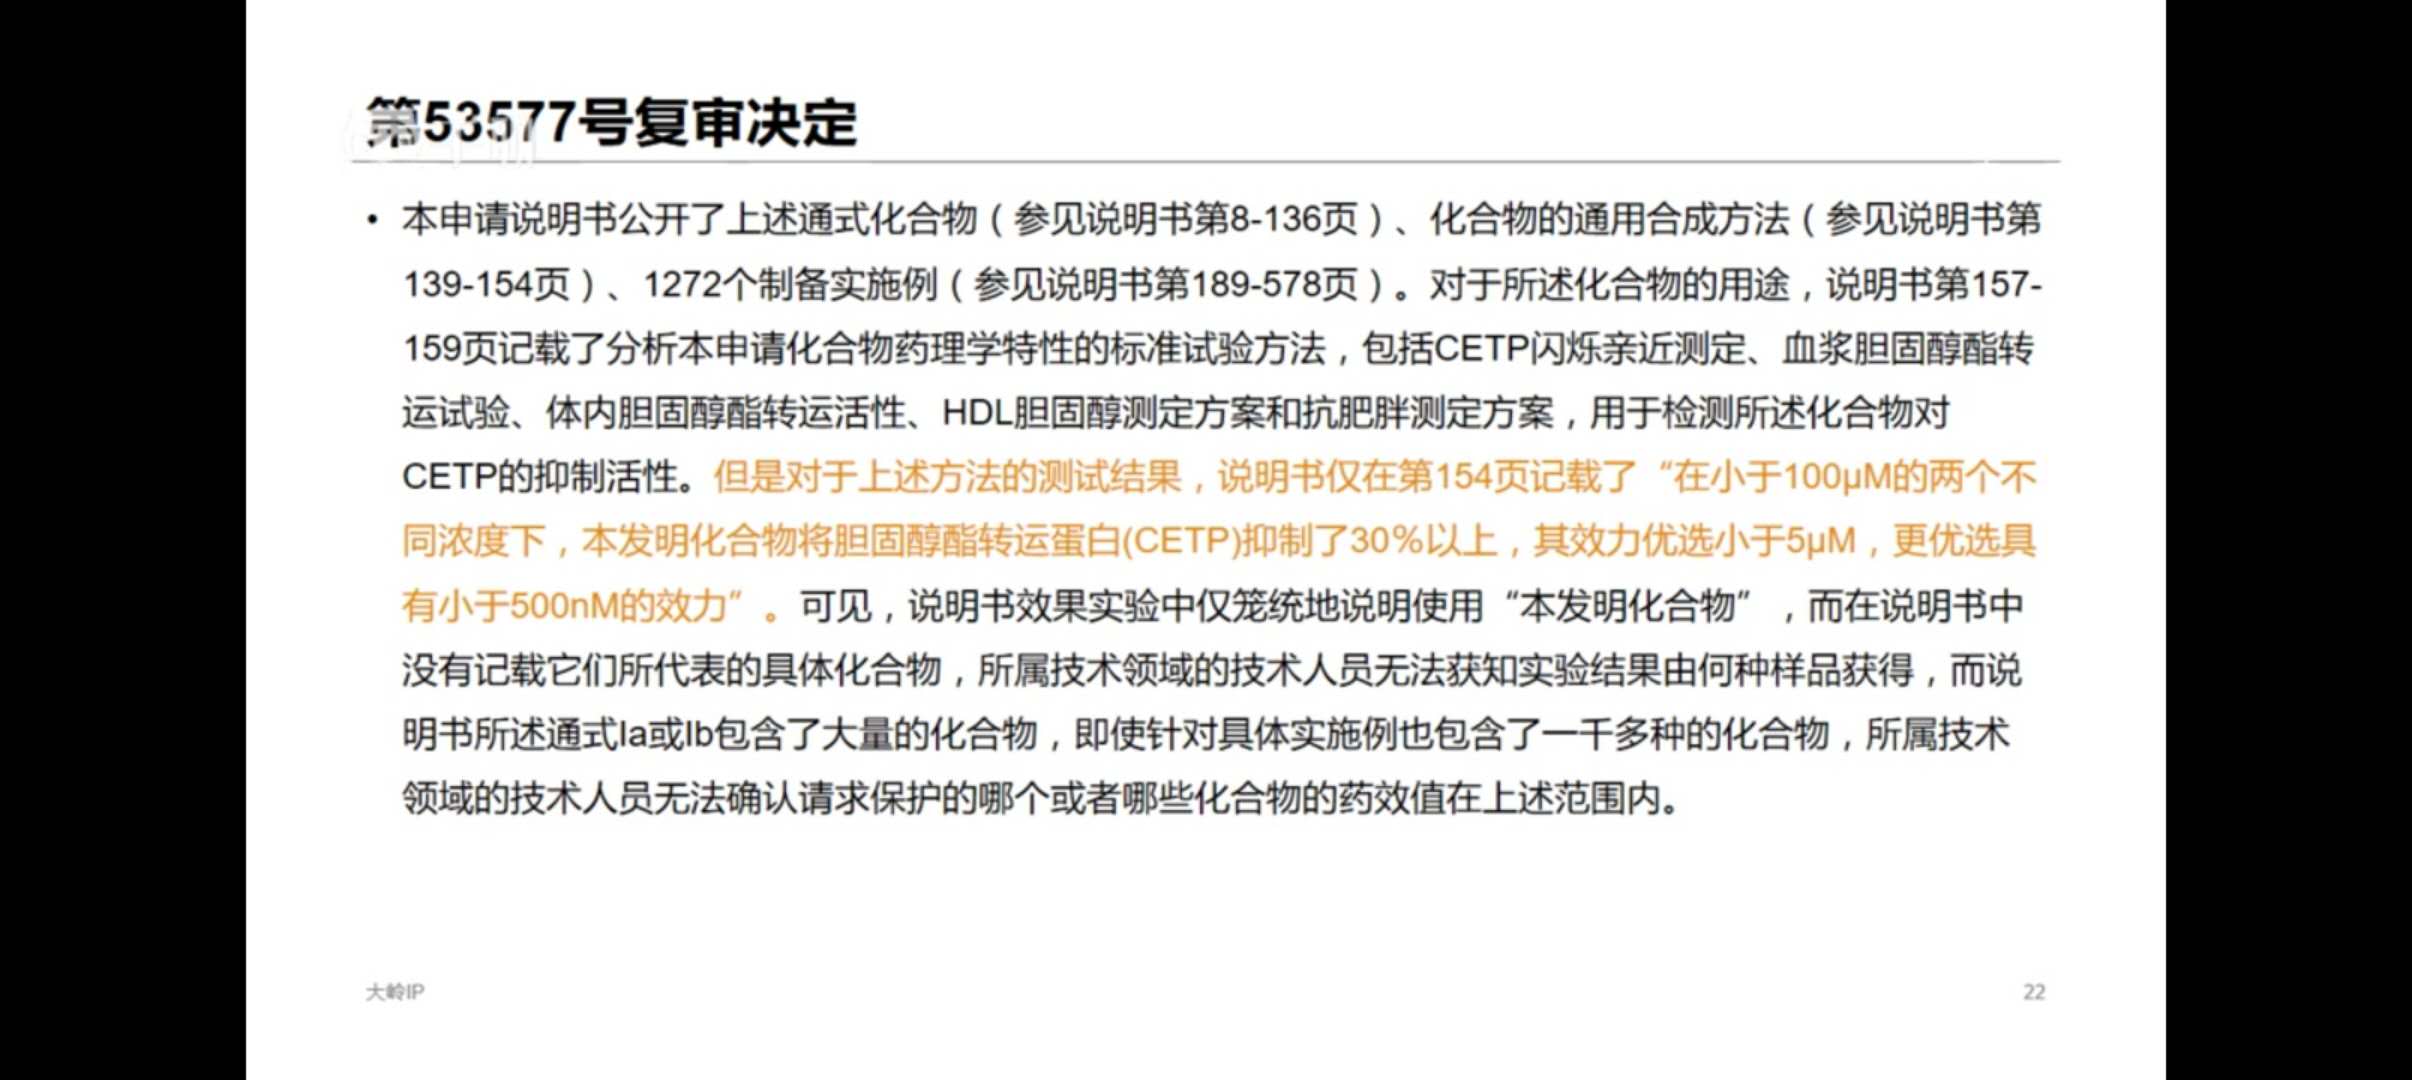 第53577号复审决定
• 本申请说明书公开了上述通式化合物（参见说明书第8-136页）、化合物的通用合成方法（参见说明书第
139-154页）、1272个制备实施例（参见说明书第189-578页）。对于所述化合物的用途，说明书第157-
159页记载了分析本申请化合物药理学特性的标准试验方法，包括CETP闪烁亲近测定、血浆胆固醇酯转
运试验、体内胆固醇酯转运活性、HDL胆固醇测定方案和抗肥胖测定方案，用于检测所述化合物对
CETP的抑制活性。但是对于上述方法的测试结果，说明书仅在第154页记载了“在小于100μM的两个不
同浓度下，本发明化合物将胆固醇酯转运蛋白(CETP)抑制了30%以上，其效力优选小于5μM，更优选具
有小于500nM的效力”。可见，说明书效果实验中仅笼统地说明使用“本发明化合物”，而在说明书中
没有记载它们所代表的具体化合物，所属技术领域的技术人员无法获知实验结果由何种样品获得，而说
明书所述通式Ia或Ib包含了大量的化合物，即使针对具体实施例也包含了一千多种的化合物，所属技术
领域的技术人员无法确认请求保护的哪个或者哪些化合物的药效值在上述范围内。
大岭IP
22